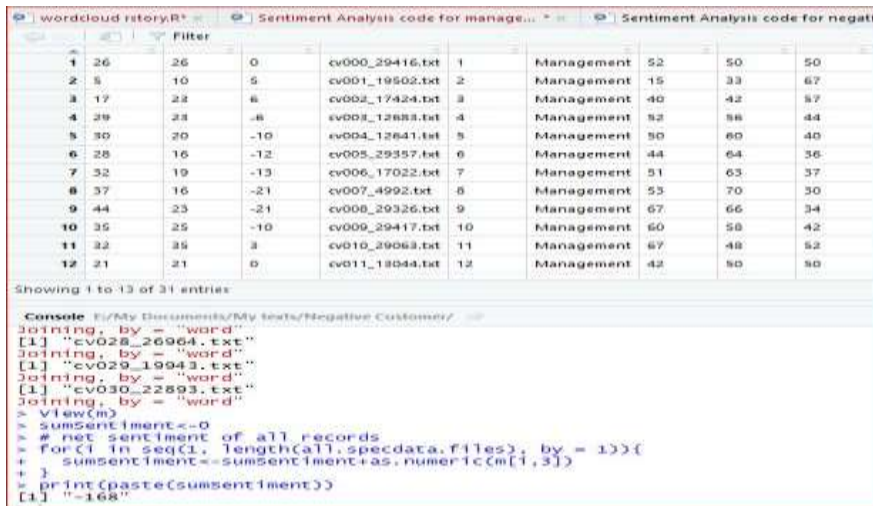 wordcloud rstory.R* Sentiment Analysis code for manage... * Sentiment Analysis code for negati
Filter
1 26 26 0 cv000_29416.txt 1 Management 52 50 50
2 5 10 5 cv001_19502.txt 2 Management 15 33 67
3 17 23 6 cv002_17424.txt 3 Management 40 42 57
4 29 23 -6 cv003_12683.txt 4 Management 52 56 44
5 30 20 -10 cv004_12641.txt 5 Management 50 60 40
6 28 16 -12 cv005_29357.txt 6 Management 44 64 36
7 32 19 -13 cv006_17022.txt 7 Management 51 63 37
8 37 16 -21 cv007_4992.txt 8 Management 53 70 30
9 44 23 -21 cv008_29326.txt 9 Management 67 66 34
10 35 25 -10 cv009_29417.txt 10 Management 60 58 42
11 32 35 3 cv010_29063.txt 11 Management 67 48 52
12 21 21 0 cv011_13044.txt 12 Management 42 50 50
Showing 1 to 13 of 31 entries
Console E:/My Documents/My texts/Negative Customer/
Joining, by = "word"
[1] "cv028_26964.txt"
Joining, by = "word"
[1] "cv029_19943.txt"
Joining, by = "word"
[1] "cv030_22893.txt"
Joining, by = "word"
> View(m)
> sumSentiment<-0
> # net sentiment of all records
> for(i in seq(1, length(all.specdata.files), by = 1)){
+ sumsentiment<-sumsentiment+as.numeric(m[i,3])
+ }
> print(paste(sumsentiment))
[1] "-168"